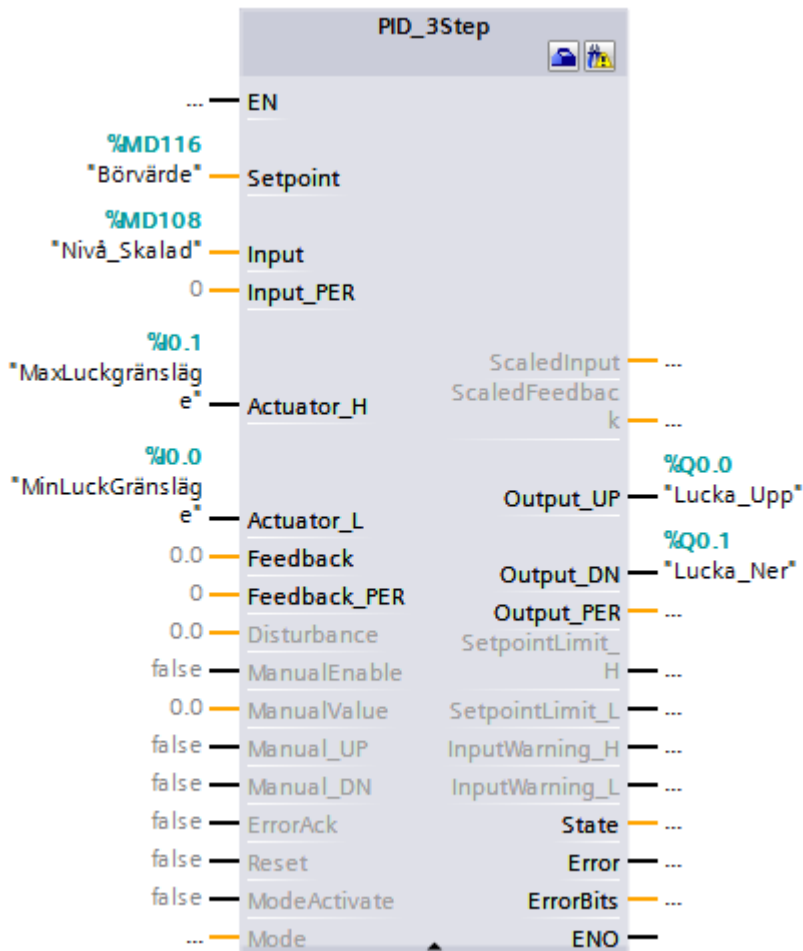 PID_3Step
... EN
%MD116
"Börvärde" Setpoint
%MD108
"Nivå_Skalad" Input
0 Input_PER
%I0.1
"MaxLuckgränsläg
e" Actuator_H
%I0.0
"MinLuckGränsläg
e" Actuator_L
0.0 Feedback
0 Feedback_PER
0.0 Disturbance
false ManualEnable
0.0 ManualValue
false Manual_UP
false Manual_DN
false ErrorAck
false Reset
false ModeActivate
... Mode
ScaledInput ...
ScaledFeedbac
k ...
%Q0.0
Output_UP "Lucka_Upp"
%Q0.1
Output_DN "Lucka_Ner"
Output_PER ...
SetpointLimit_
H ...
SetpointLimit_L ...
InputWarning_H ...
InputWarning_L ...
State ...
Error ...
ErrorBits ...
ENO